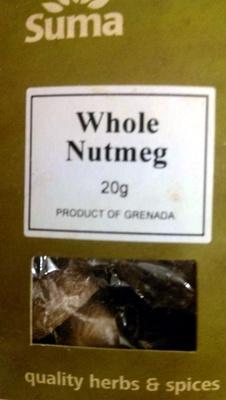 suma
Whole
Nutmeg
20g
PRODUCT OF GRENADA
quality herbs & spices